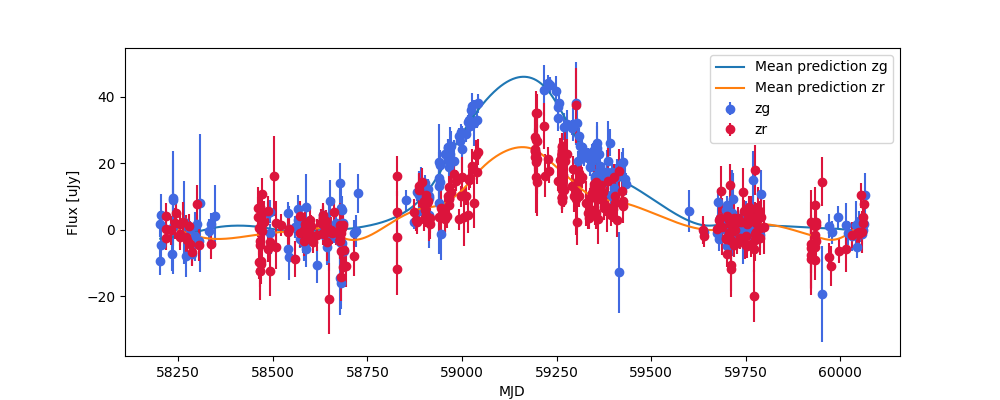 Mean prediction zg
Mean prediction zr
zg
zr
Flux [uJy]
40
20
0
−20
58250 58500 58750 59000 59250 59500 59750 60000
MJD